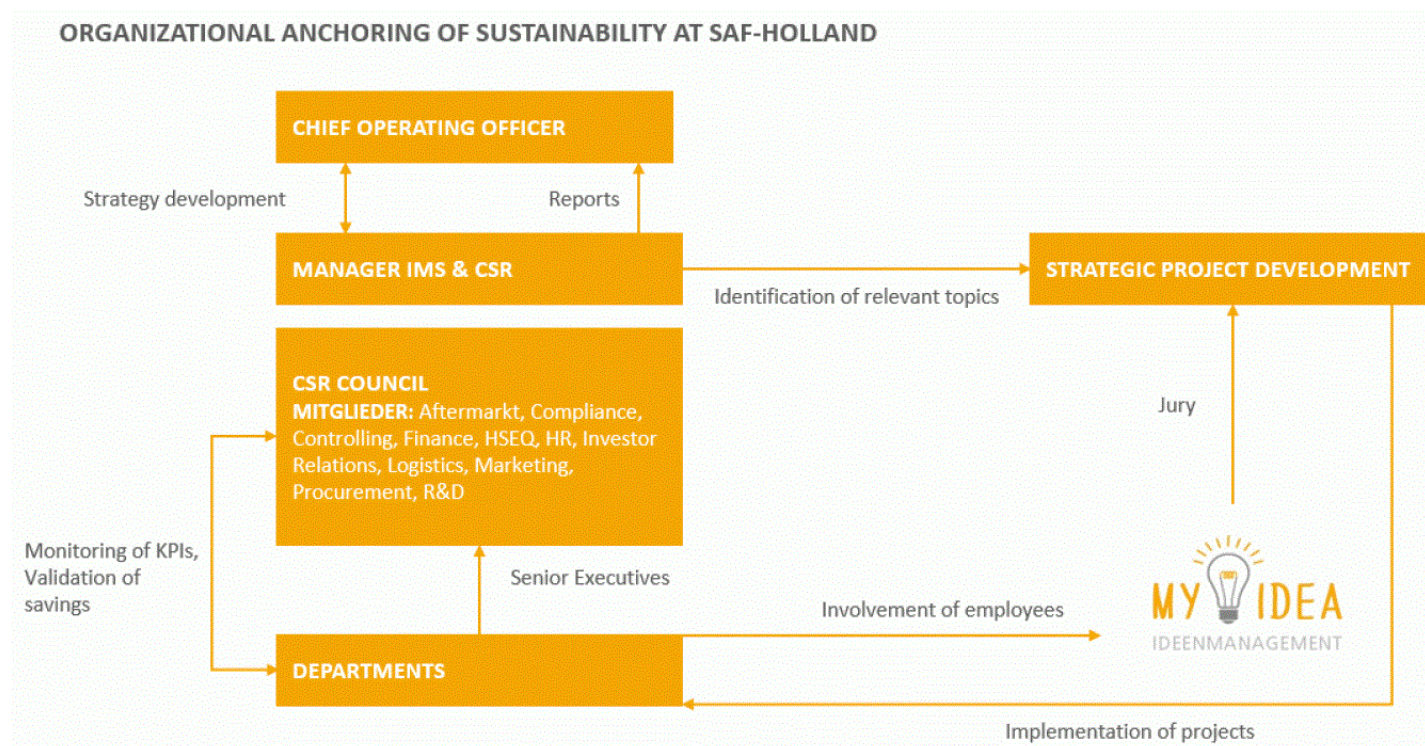 ORGANIZATIONAL ANCHORING OF SUSTAINABILITY AT SAF-HOLLAND
CHIEF OPERATING OFFICER
Strategy development
Reports
MANAGER IMS & CSR
STRATEGIC PROJECT DEVELOPMENT
Identification of relevant topics
CSR COUNCIL
MITGLIEDER: Aftermarkt, Compliance,
Controlling, Finance, HSEQ, HR, Investor
Relations, Logistics, Marketing,
Procurement, R&D
Jury
Monitoring of KPIs,
Validation of
savings
Senior Executives
Involvement of employees
MY IDEA
IDEENMANAGEMENT
DEPARTMENTS
Implementation of projects